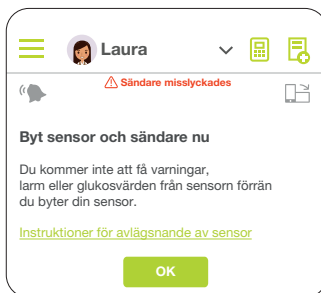 Laura
Sändare misslyckades
Byt sensor och sändare nu
Du kommer inte att få varningar,
larm eller glukosvärden från sensorn förrän
du byter din sensor.
Instruktioner för avlägsnande av sensor
OK